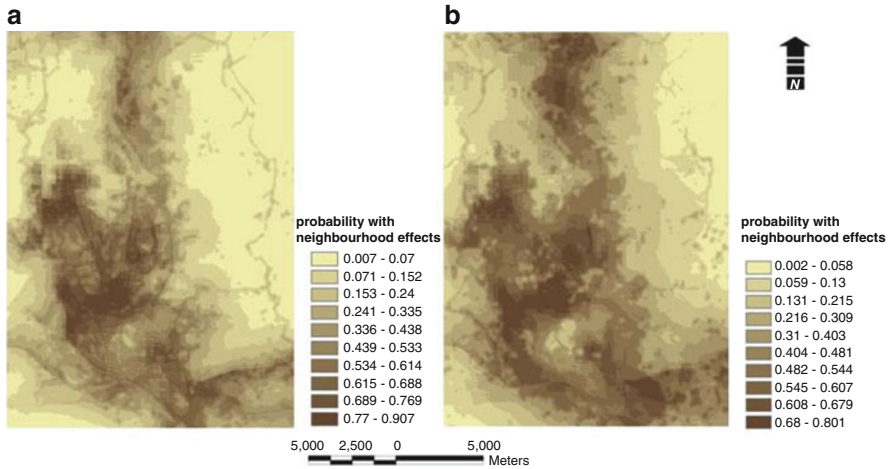 a
b
N
probability with
neighbourhood effects
0.007 - 0.07
0.071 - 0.152
0.153 - 0.24
0.241 - 0.335
0.336 - 0.438
0.439 - 0.533
0.534 - 0.614
0.615 - 0.688
0.689 - 0.769
0.77 - 0.907
probability with
neighbourhood effects
0.002 - 0.058
0.059 - 0.13
0.131 - 0.215
0.216 - 0.309
0.31 - 0.403
0.404 - 0.481
0.482 - 0.544
0.545 - 0.607
0.608 - 0.679
0.68 - 0.801
5,000 2,500 0 5,000
Meters